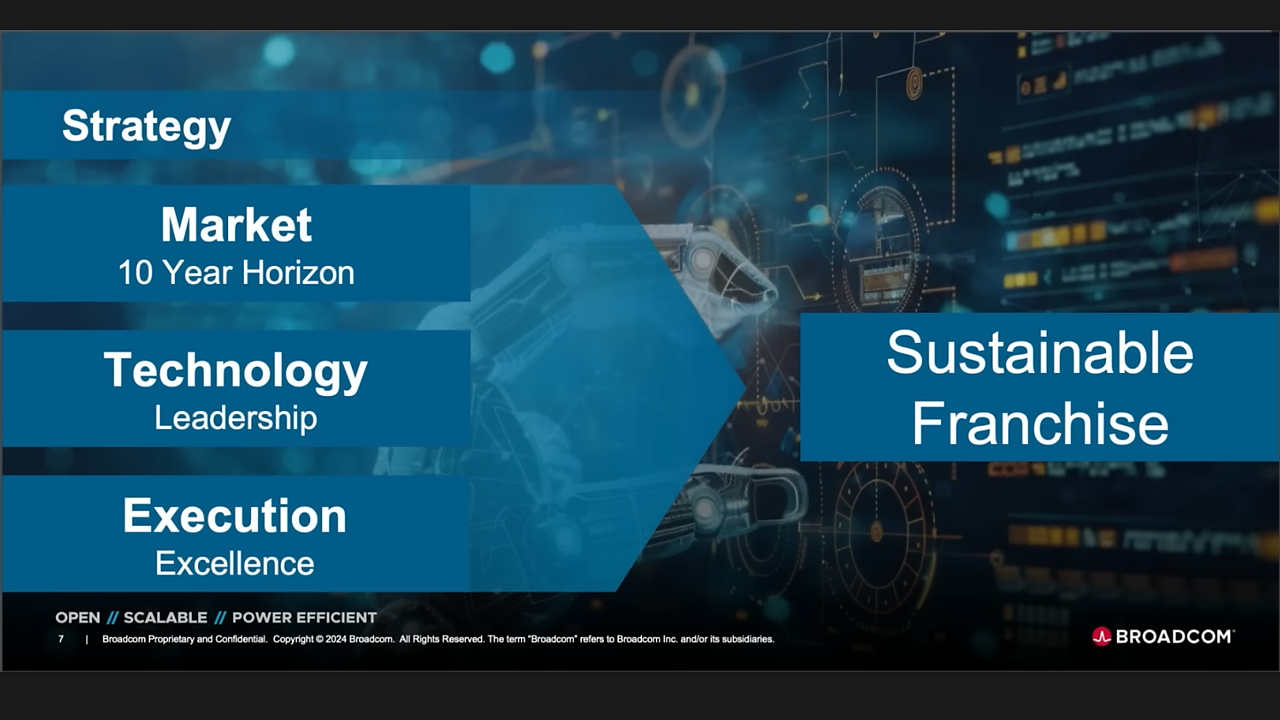 Strategy
Market
10 Year Horizon
Technology
Leadership
Execution
Excellence
Sustainable
Franchise
OPEN // SCALABLE // POWER EFFICIENT
7 | Broadcom Proprietary and Confidential. Copyright © 2024 Broadcom. All Rights Reserved. The term “Broadcom” refers to Broadcom Inc. and/or its subsidiaries.
BROADCOM